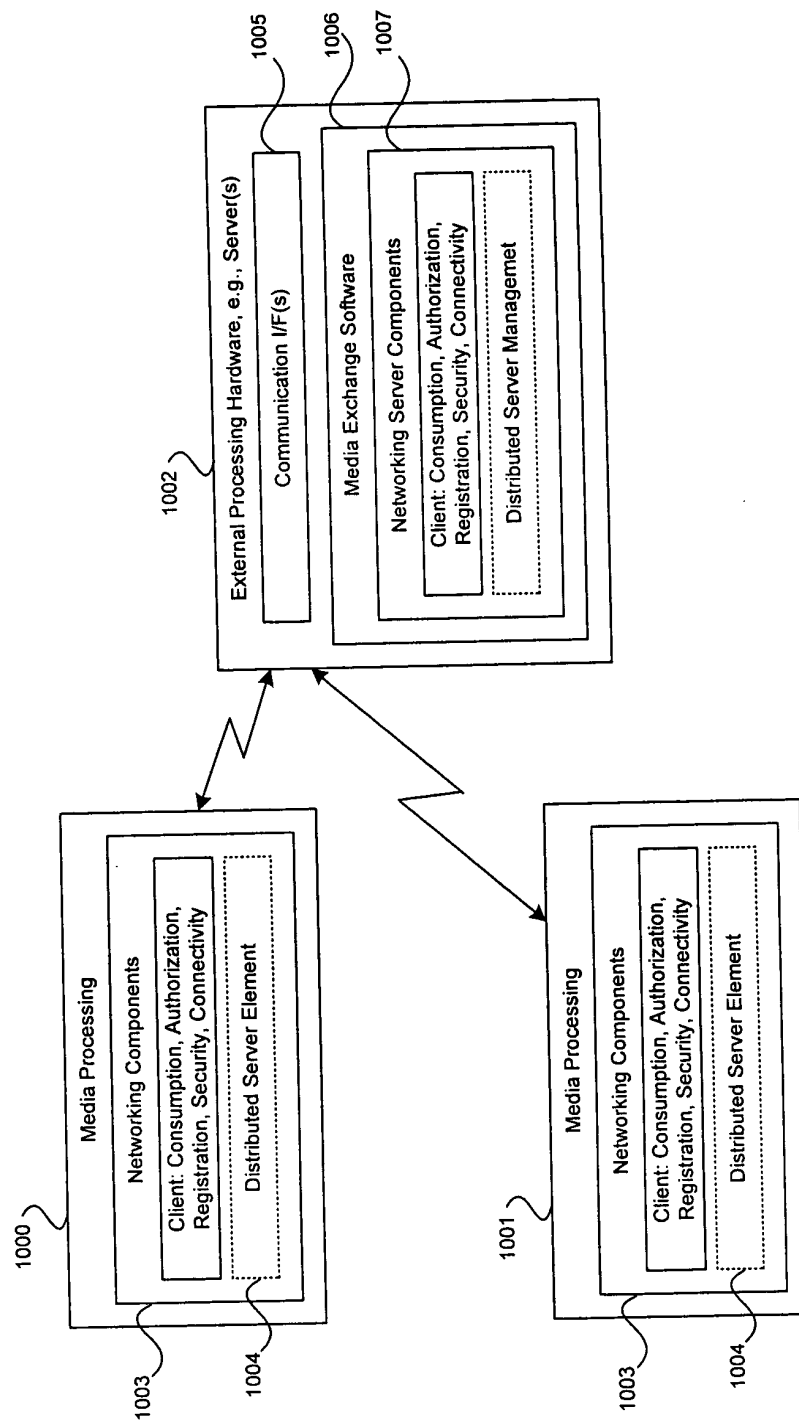 1000
Media Processing
Networking Components
Client: Consumption, Authorization,
Registration, Security, Connectivity
Distributed Server Element
1003
1004
1001
Media Processing
Networking Components
Client: Consumption, Authorization,
Registration, Security, Connectivity
Distributed Server Element
1003
1004
1002
External Processing Hardware, e.g., Server(s)
Communication I/F(s)
Media Exchange Software
Networking Server Components
Client: Consumption, Authorization,
Registration, Security, Connectivity
Distributed Server Managemet
1005
1006
1007